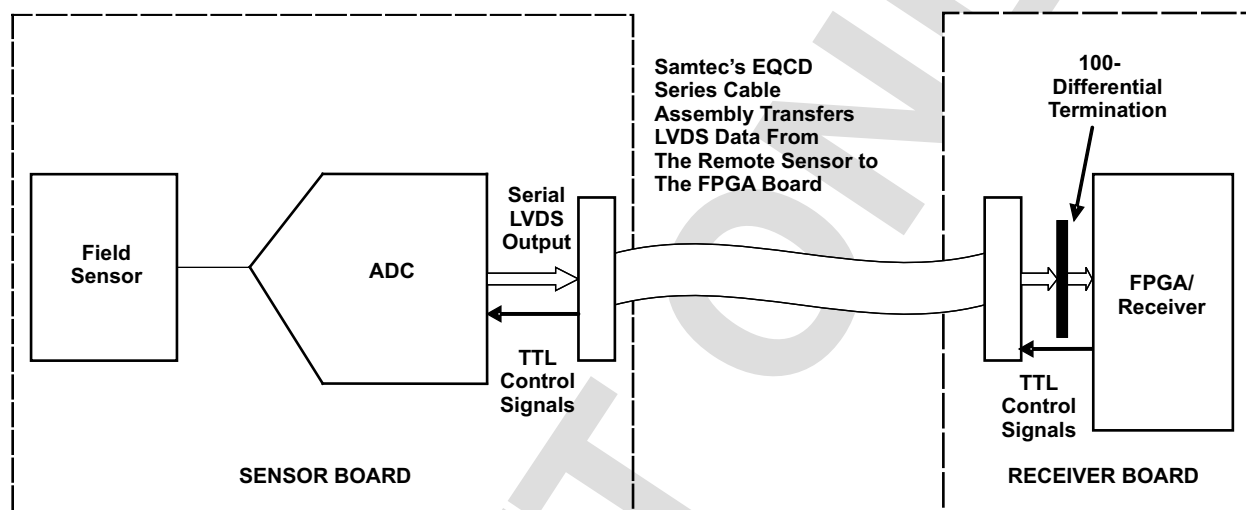 Samtec's EQCD
Series Cable
Assembly Transfers
LVDS Data From
The Remote Sensor to
The FPGA Board
100-
Differential
Termination
Field
Sensor
ADC
Serial
LVDS
Output
TTL
Control
Signals
FPGA/
Receiver
TTL
Control
Signals
SENSOR BOARD
RECEIVER BOARD